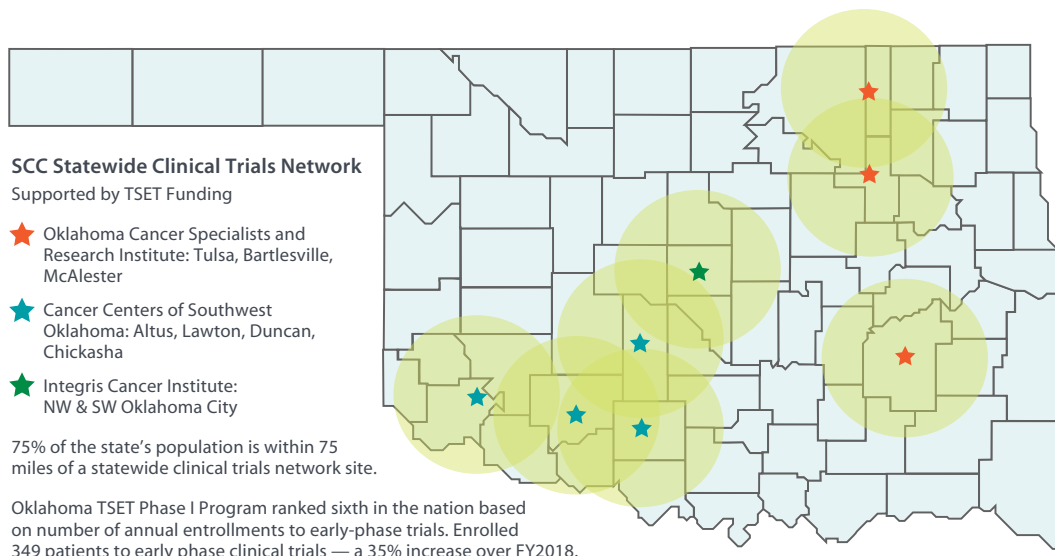 SCC Statewide Clinical Trials Network
Supported by TSET Funding
Oklahoma Cancer Specialists and
Research Institute: Tulsa, Bartlesville,
McAlester
Cancer Centers of Southwest
Oklahoma: Altus, Lawton, Duncan,
Chickasha
Integris Cancer Institute:
NW & SW Oklahoma City
75% of the state’s population is within 75
miles of a statewide clinical trials network site.
Oklahoma TSET Phase I Program ranked sixth in the nation based
on number of annual entrollments to early-phase trials. Enrolled
349 patients to early phase clinical trials — a 35% increase over FY2018.